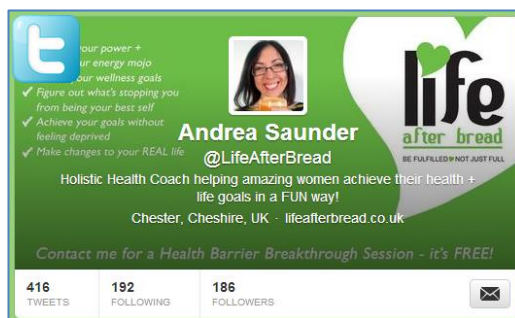 t
your power +
ur energy mojo
your wellness goals
✓ Figure out what's stopping you
from being your best self
✓ Achieve your goals without
feeling deprived
✓ Make changes to your REAL life
life
after bread
BE FULFILLED♥NOT JUST FULL
Andrea Saunder
@LifeAfterBread
Holistic Health Coach helping amazing women achieve their health +
life goals in a FUN way!
Chester, Cheshire, UK · lifeafterbread.co.uk
Contact me for a Health Barrier Breakthrough Session - it's FREE!
416 192 186
TWEETS FOLLOWING FOLLOWERS